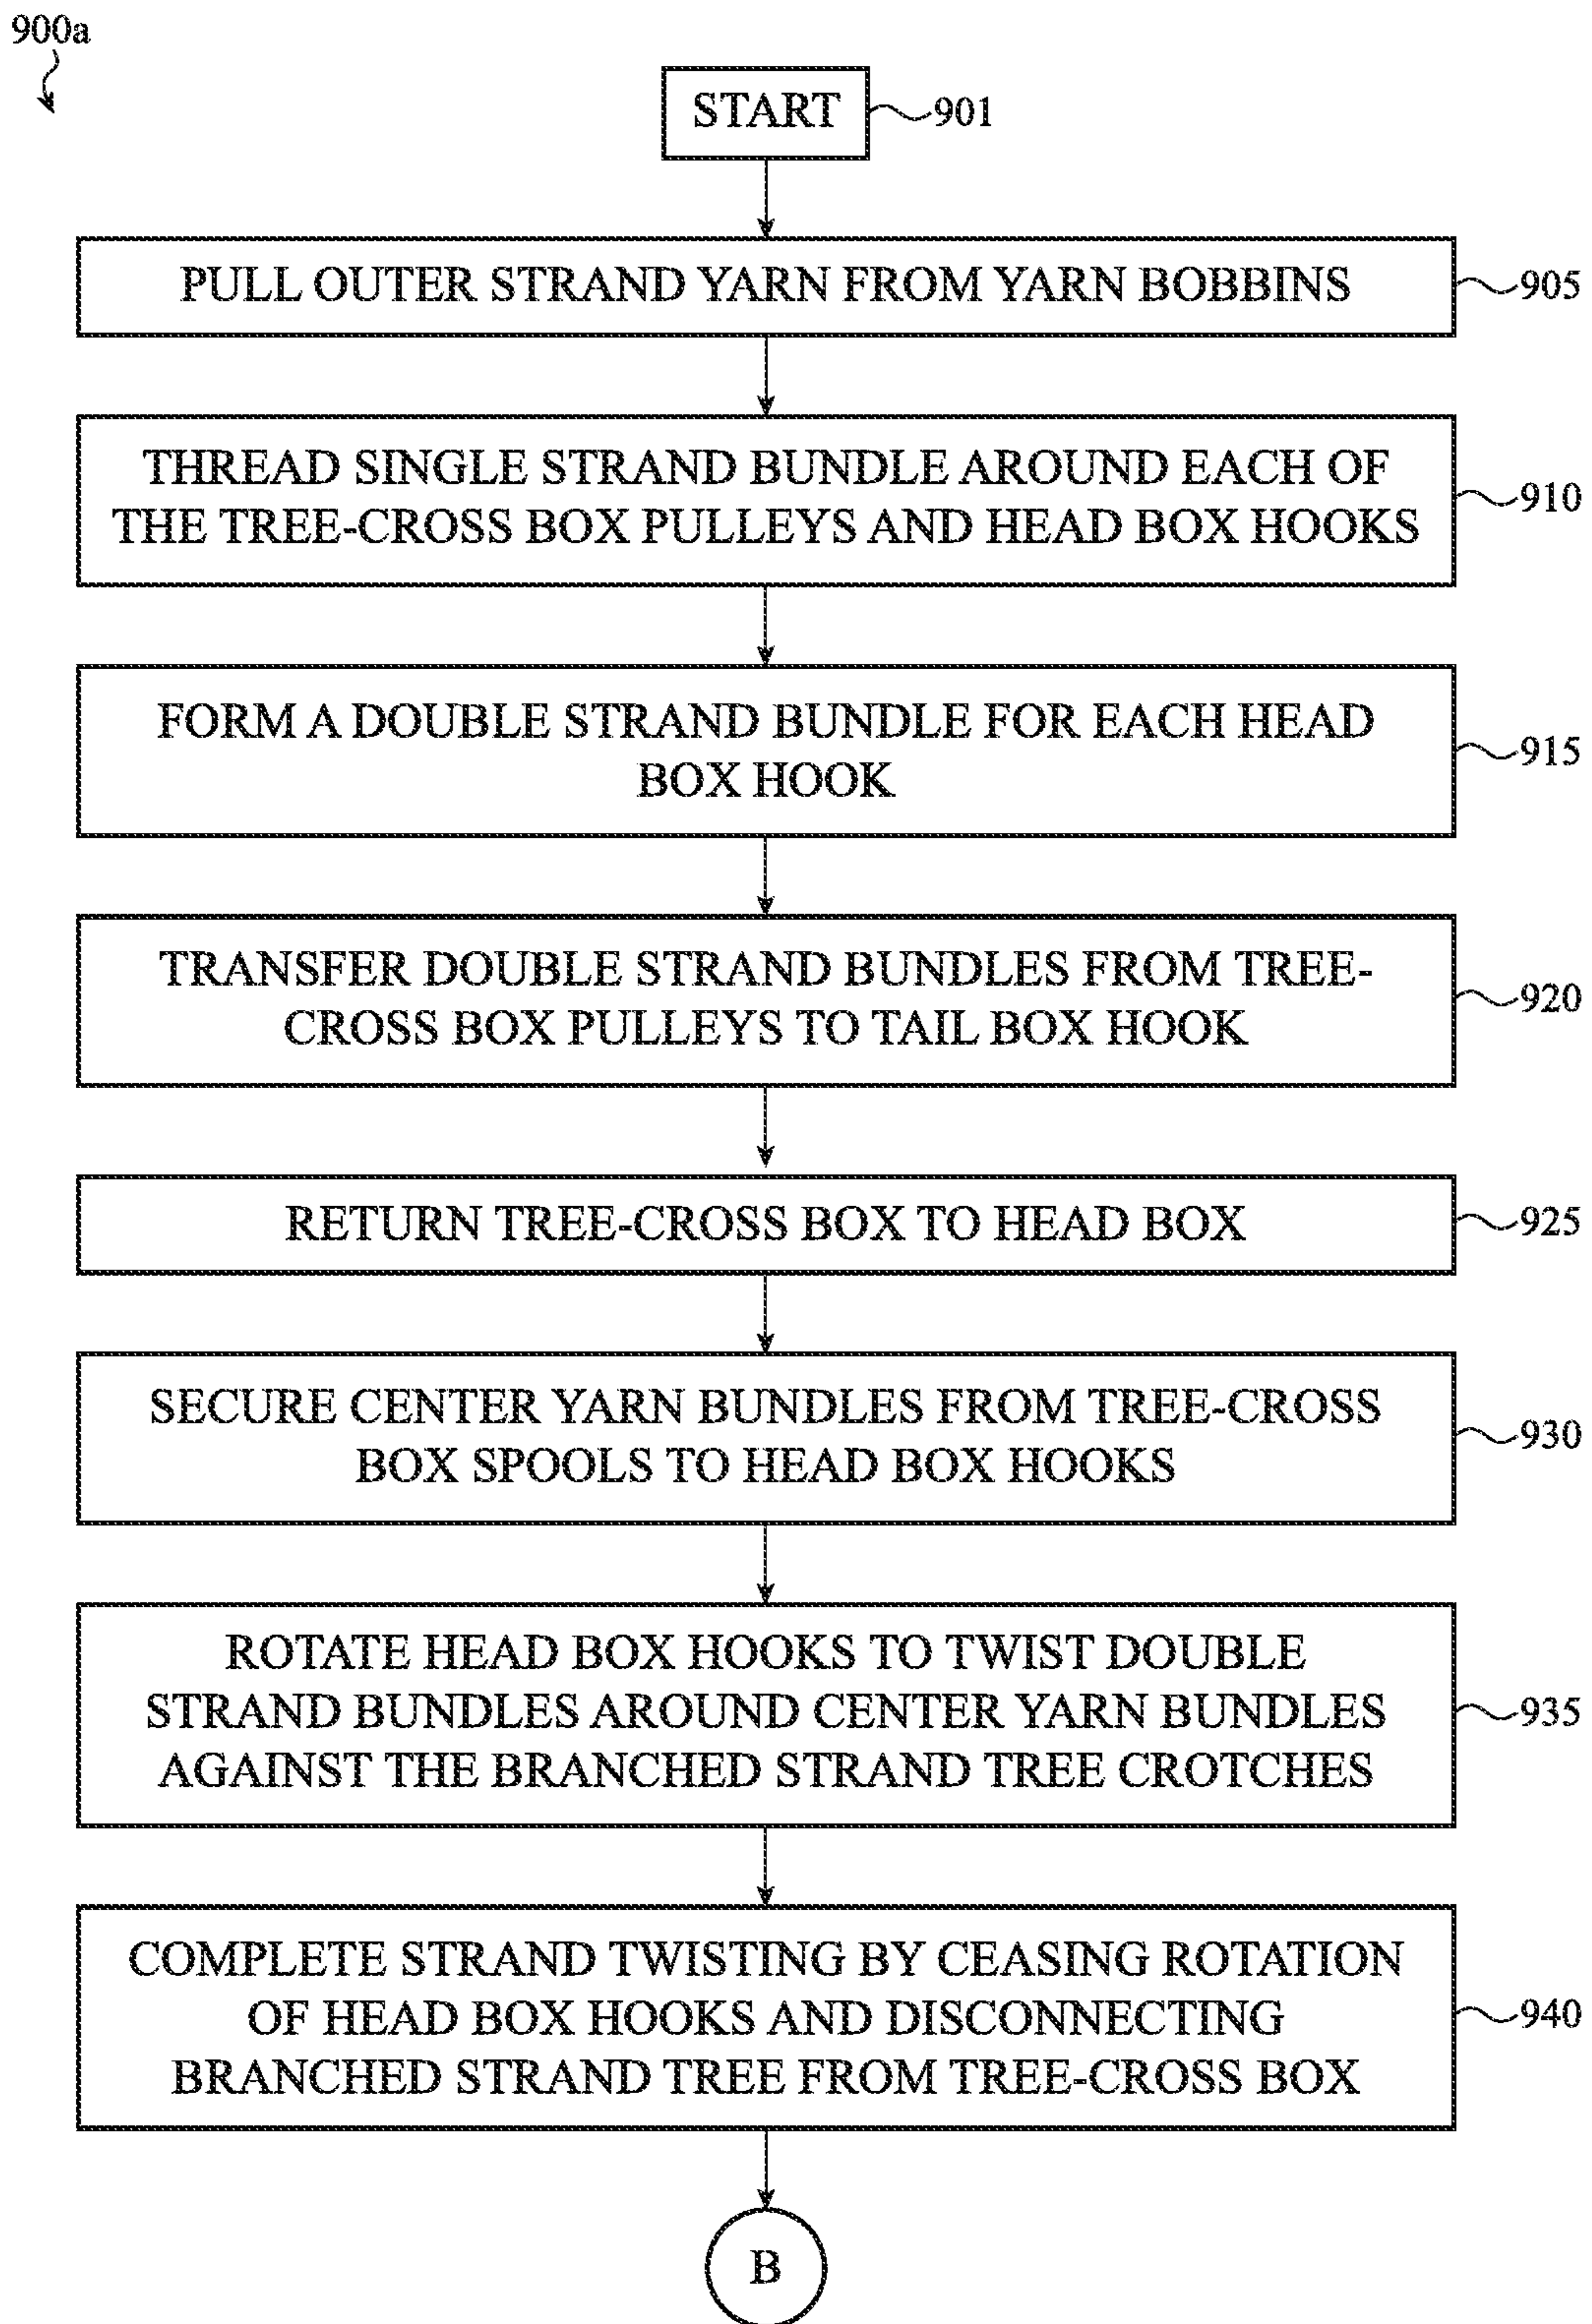 900a
START
901
PULL OUTER STRAND YARN FROM YARN BOBBINS
905
THREAD SINGLE STRAND BUNDLE AROUND EACH OF
THE TREE-CROSS BOX PULLEYS AND HEAD BOX HOOKS
910
FORM A DOUBLE STRAND BUNDLE FOR EACH HEAD
BOX HOOK
915
TRANSFER DOUBLE STRAND BUNDLES FROM TREE-
CROSS BOX PULLEYS TO TAIL BOX HOOK
920
RETURN TREE-CROSS BOX TO HEAD BOX
925
SECURE CENTER YARN BUNDLES FROM TREE-CROSS
BOX SPOOLS TO HEAD BOX HOOKS
930
ROTATE HEAD BOX HOOKS TO TWIST DOUBLE
STRAND BUNDLES AROUND CENTER YARN BUNDLES
AGAINST THE BRANCHED STRAND TREE CROTCHES
935
COMPLETE STRAND TWISTING BY CEASING ROTATION
OF HEAD BOX HOOKS AND DISCONNECTING
BRANCHED STRAND TREE FROM TREE-CROSS BOX
940
B